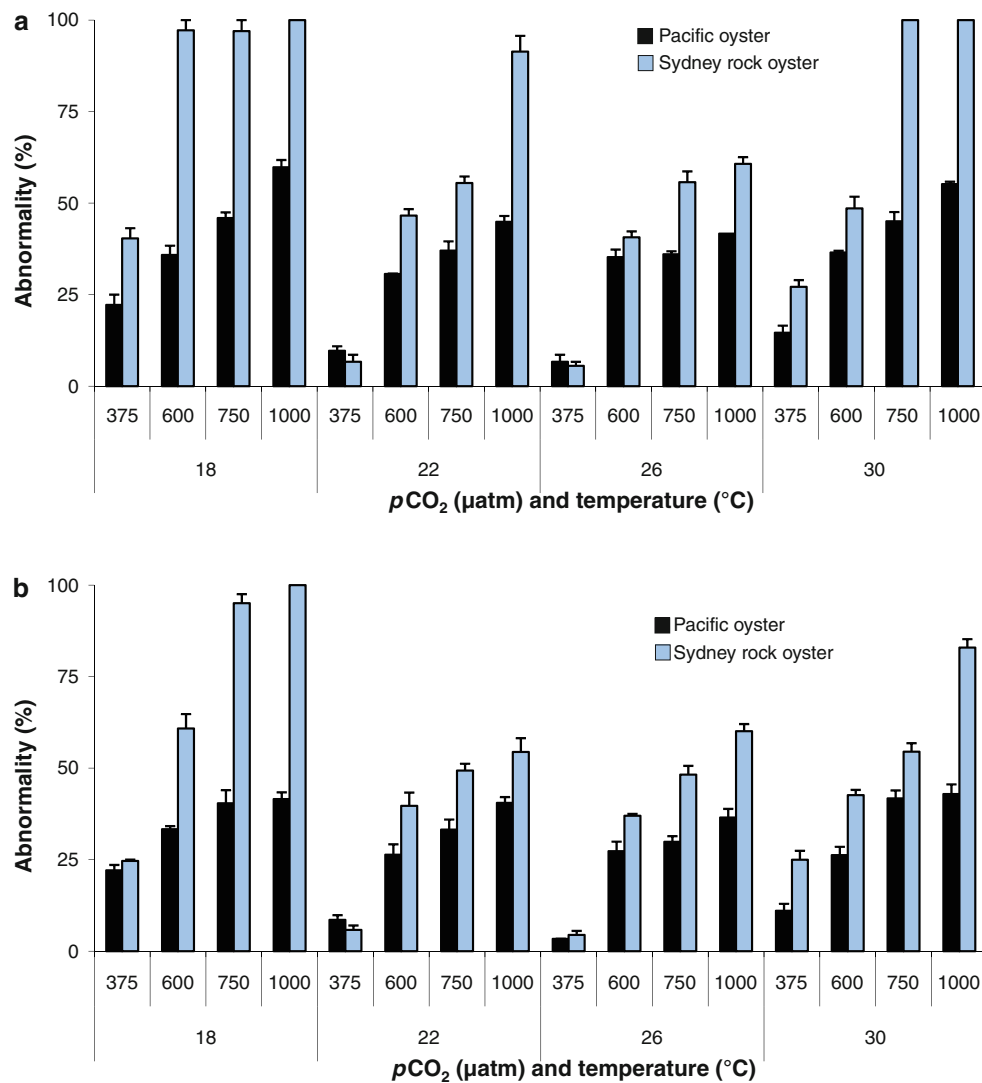 a
100
Pacific oyster
Sydney rock oyster
75
Abnormality (%)
50
25
0
375 600 750 1000 375 600 750 1000 375 600 750 1000 375 600 750 1000
18 22 26 30
pCO₂ (µatm) and temperature (°C)
b
100
Pacific oyster
Sydney rock oyster
75
Abnormality (%)
50
25
0
375 600 750 1000 375 600 750 1000 375 600 750 1000 375 600 750 1000
18 22 26 30
pCO₂ (µatm) and temperature (°C)